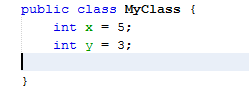 public class MyClass {
    int x = 5;
    int y = 3;
}